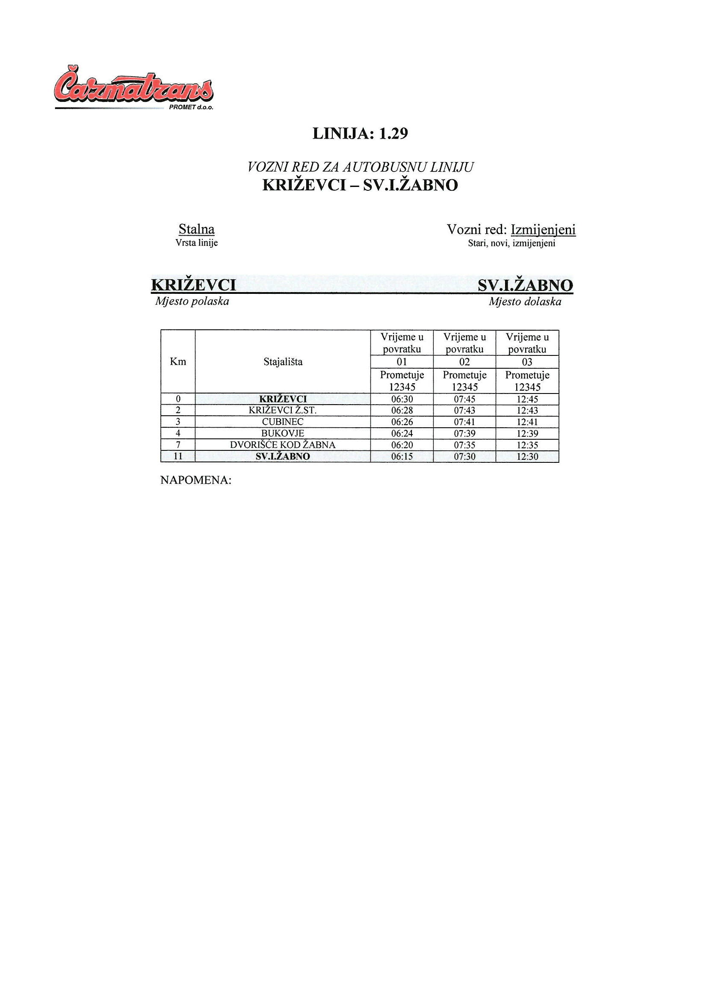 Čazmatrans
PROMET d.o.o.
LINIJA: 1.29
VOZNI RED ZA AUTOBUSNU LINIJU
KRIŽEVCI – SV.I.ŽABNO
Stalna Vozni red: Izmijenjeni
Vrsta linije Stari, novi, izmijenjeni
KRIŽEVCI SV.I.ŽABNO
Mjesto polaska Mjesto dolaska
Vrijeme u Vrijeme u Vrijeme u
povratku povratku povratku
Km Stajališta 01 02 03
Prometuje Prometuje Prometuje
12345 12345 12345
0 KRIŽEVCI 06:30 07:45 12:45
2 KRIŽEVCI Ž.ST. 06:28 07:43 12:43
3 CUBINEC 06:26 07:41 12:41
4 BUKOVJE 06:24 07:39 12:39
7 DVORIŠĆE KOD ŽABNA 06:20 07:35 12:35
11 SV.I.ŽABNO 06:15 07:30 12:30
NAPOMENA: